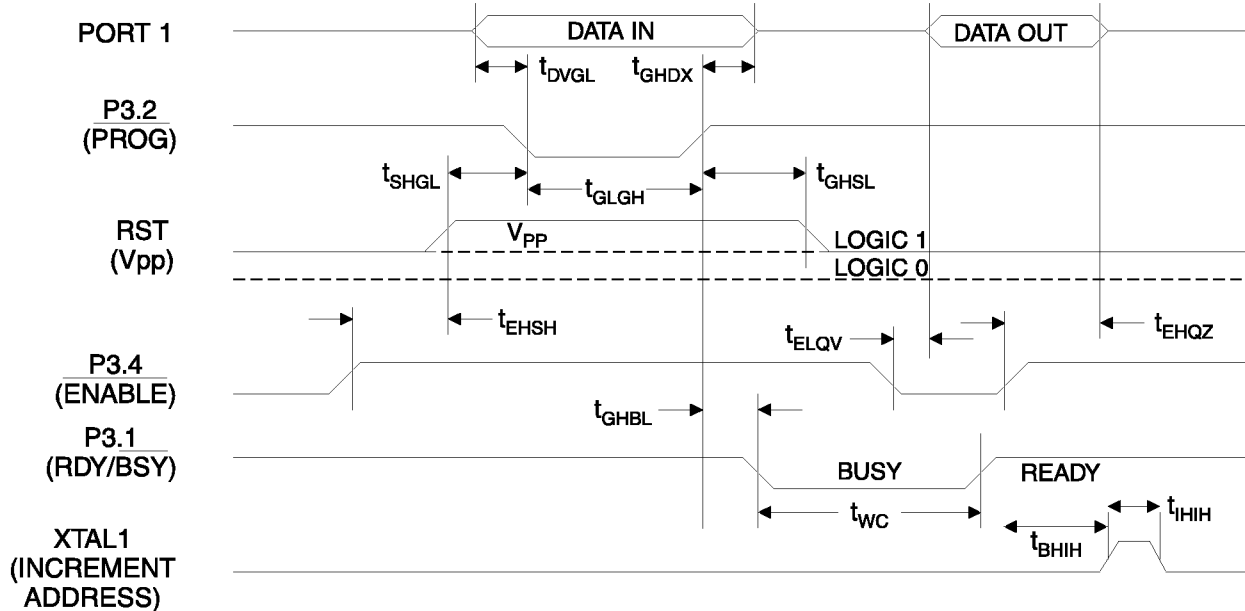 PORT 1
DATA IN
DATA OUT
tDVGL
tGHDX
P3.2
(PROG)
tSHGL
tGLGH
tGHSL
RST
(Vpp)
VPP
LOGIC 1
LOGIC 0
tEHSH
tELQV
tEHQZ
P3.4
(ENABLE)
tGHBL
P3.1
(RDY/BSY)
BUSY
READY
tWC
tIHIH
tBHIH
XTAL1
(INCREMENT
ADDRESS)